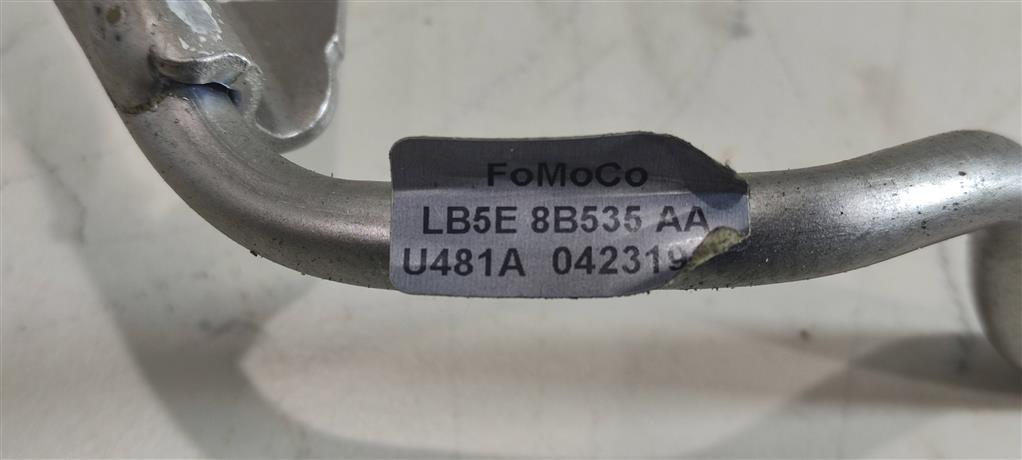 FoMoCo
LB5E 8B535 AA
U481A 042319